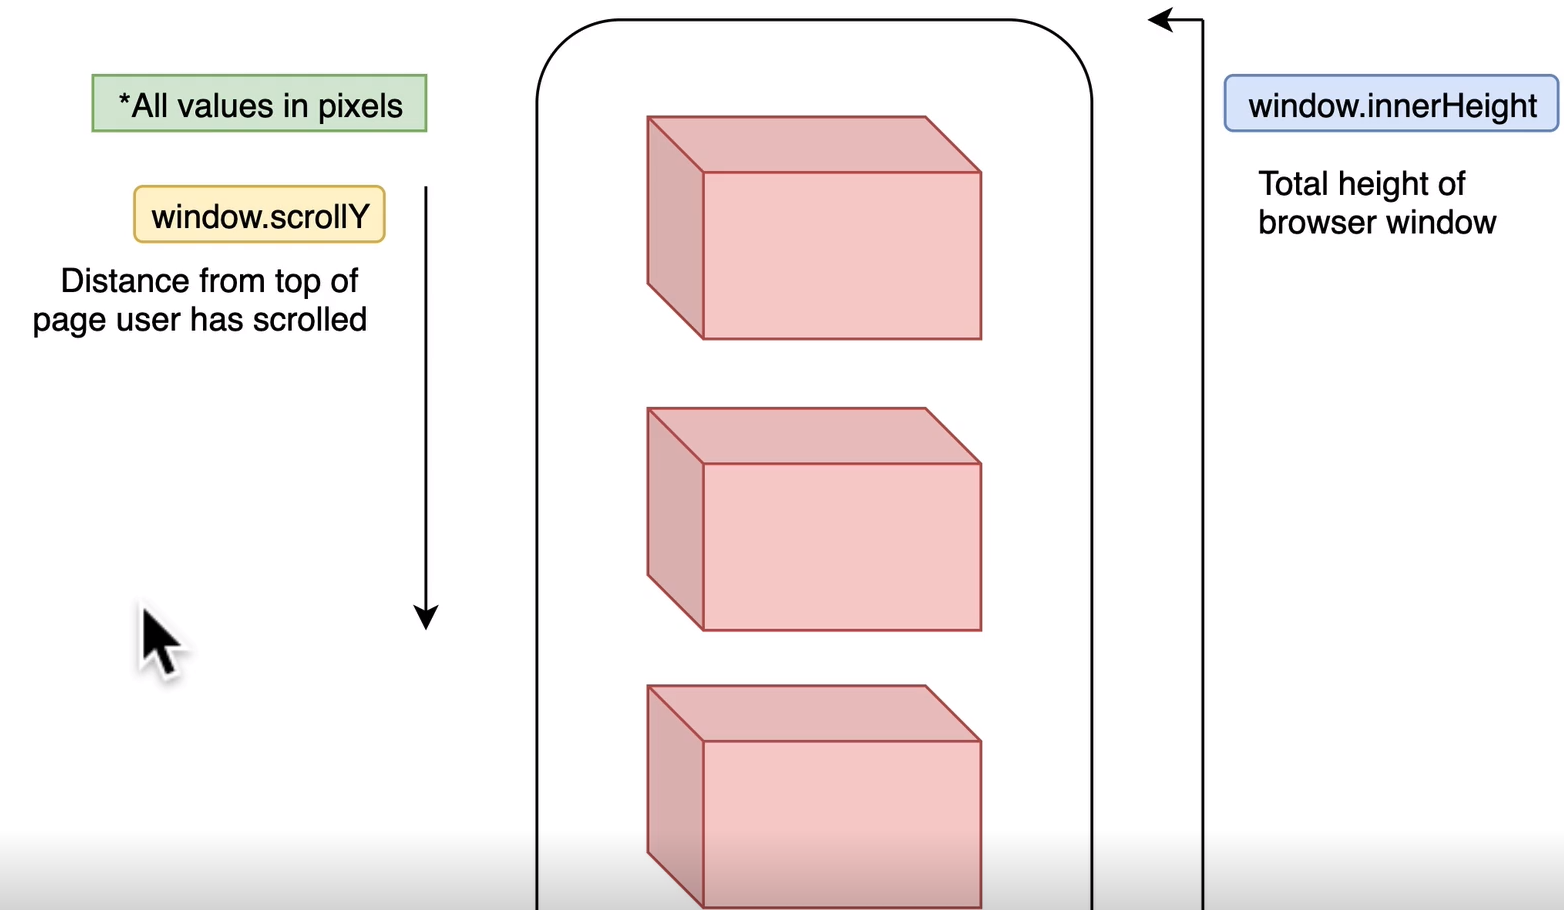 *All values in pixels
window.scrollY
Distance from top of
page user has scrolled
window.innerHeight
Total height of
browser window